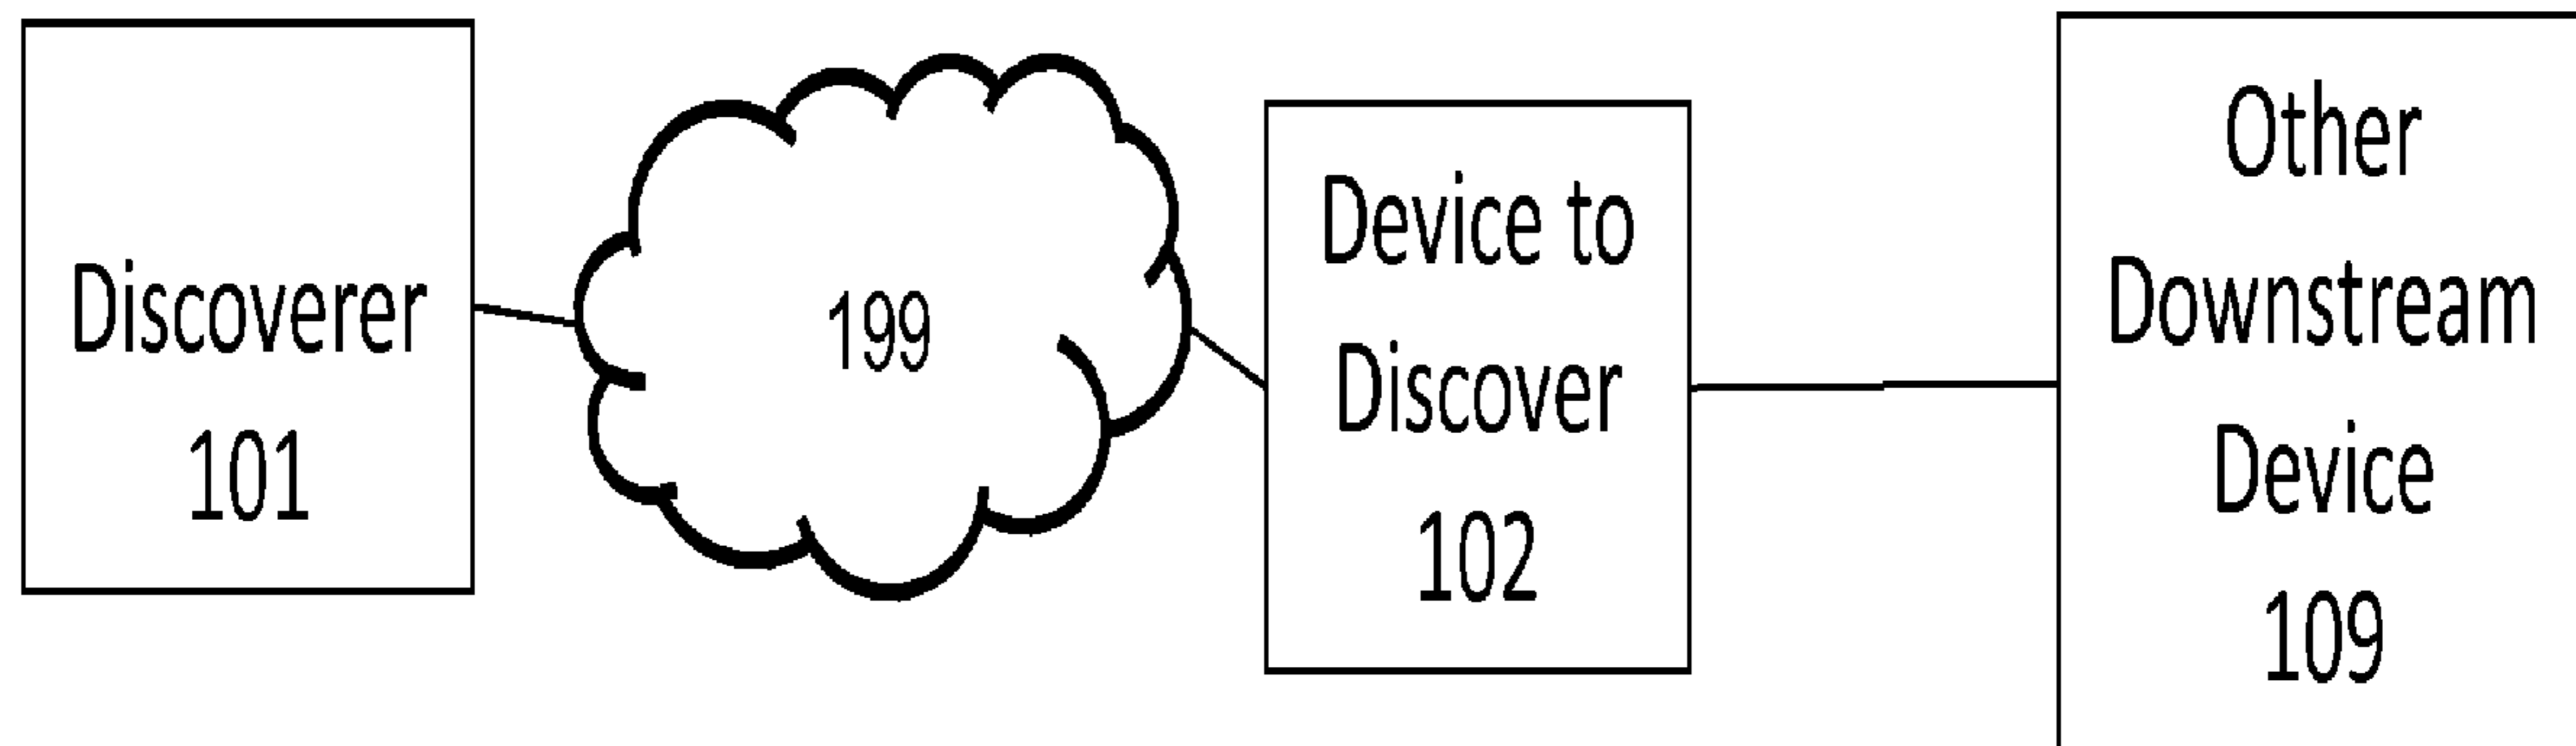 Discoverer
101
199
Device to
Discover
102
Other
Downstream
Device
109